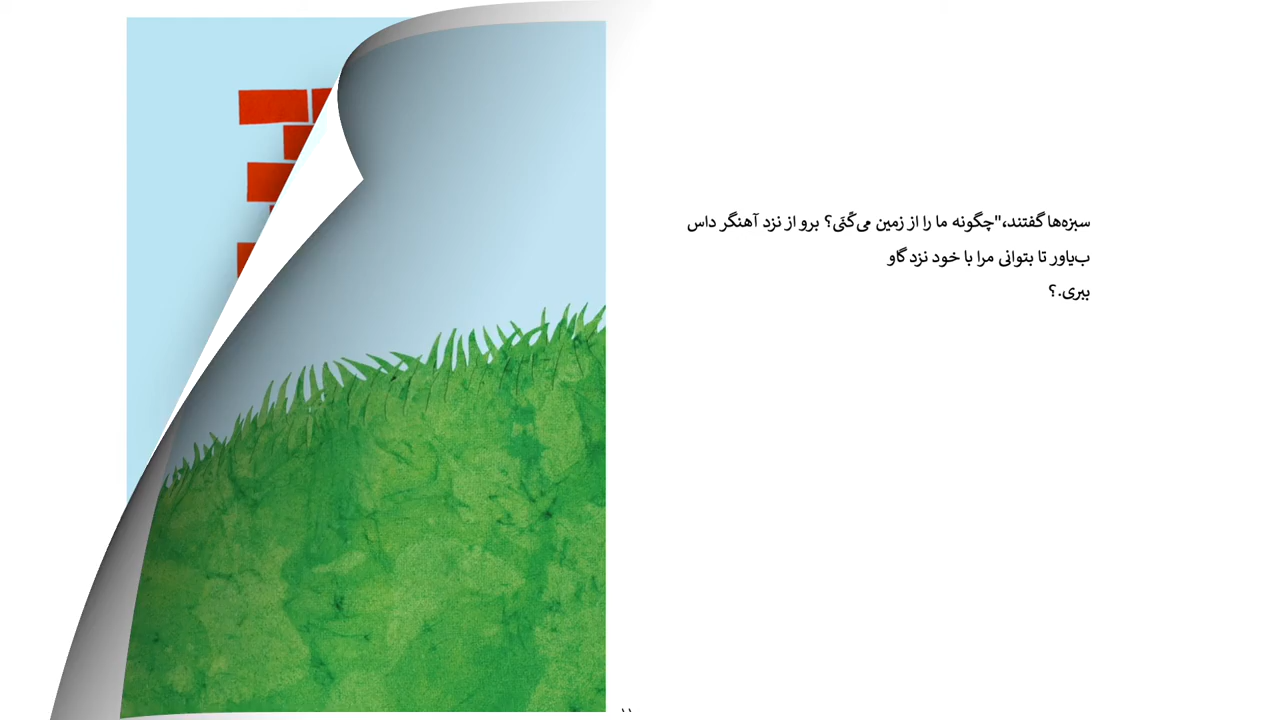 سبزه‌ها گفتند،"چگونه ما را از زمین می‌کَنی؟ برو از نزد آهنگر داس
ب‌یاور تا بتوانی مرا با خود نزد گاو
ببری.؟